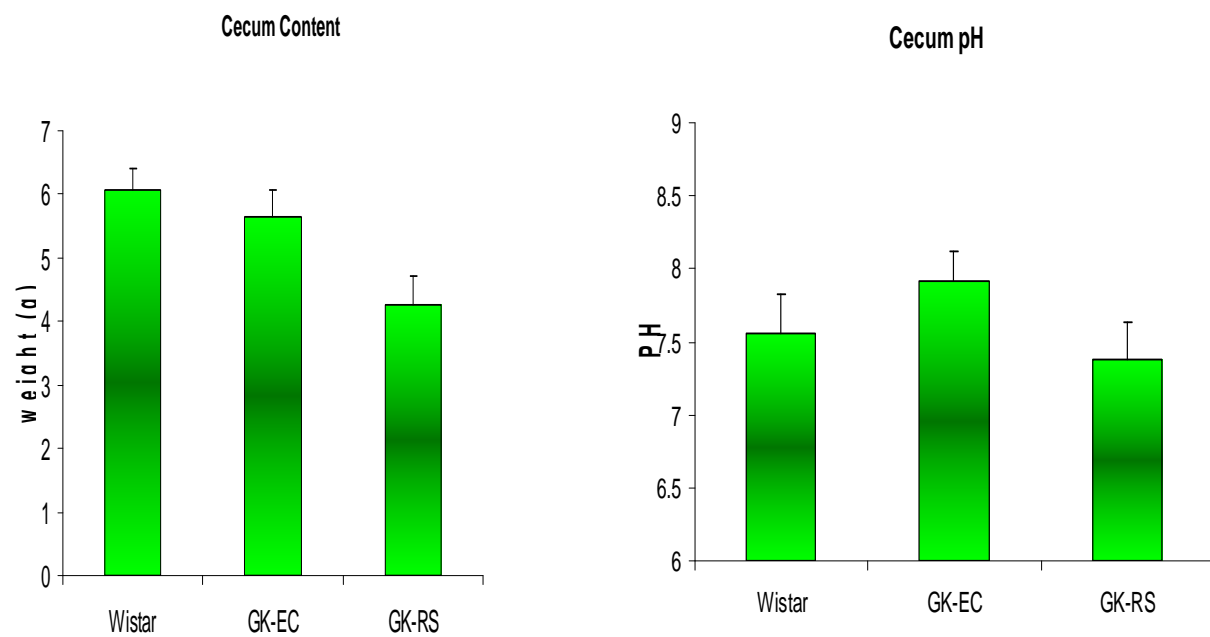 Cecum Content
7
6
5
4
3
2
1
0
weight (g)
Wistar
GK-EC
GK-RS
Cecum pH
9
8.5
8
7.5
7
6.5
6
PH
Wistar
GK-EC
GK-RS